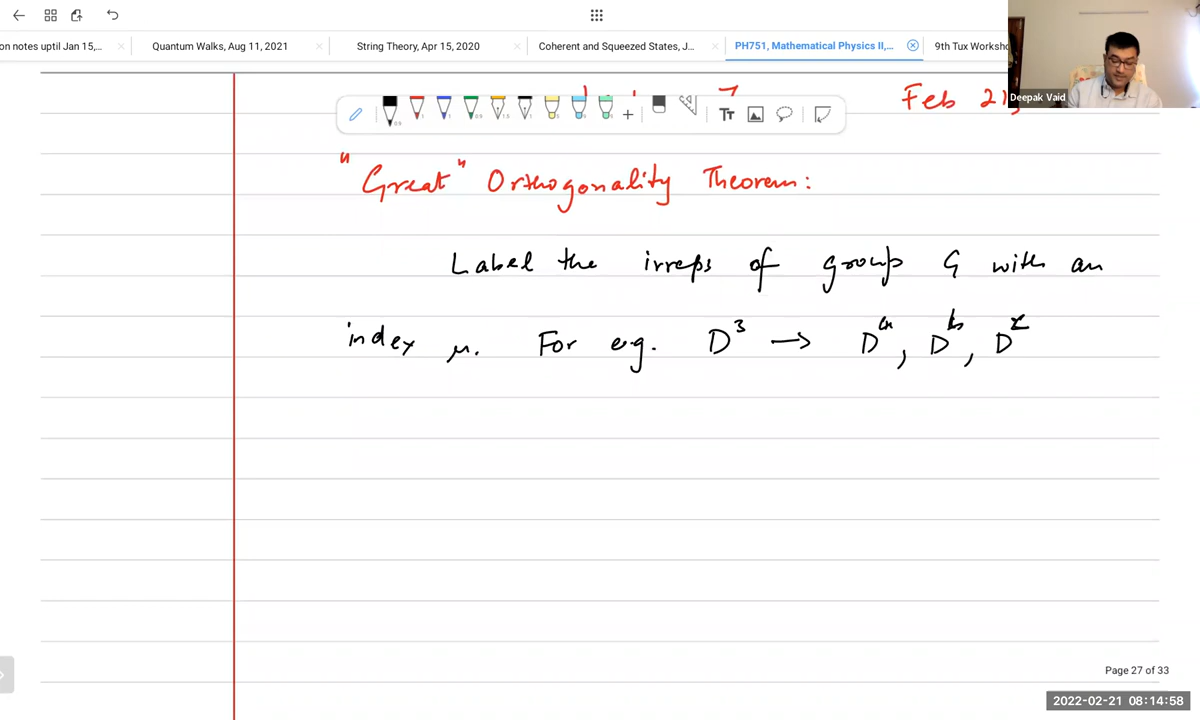 on notes uptil Jan 15,...
Quantum Walks, Aug 11, 2021
String Theory, Apr 15, 2020
Coherent and Squeezed States, J...
PH751, Mathematical Physics II,...
9th Tux Worksho
Deepak Vaid
Feb 21,
"Great" Orthogonality Theorem:
Label the irreps of group G with an
index μ. For eg. D³ → Dᵃ, Dᵇ, Dᶜ
Page 27 of 33
2022-02-21 08:14:58